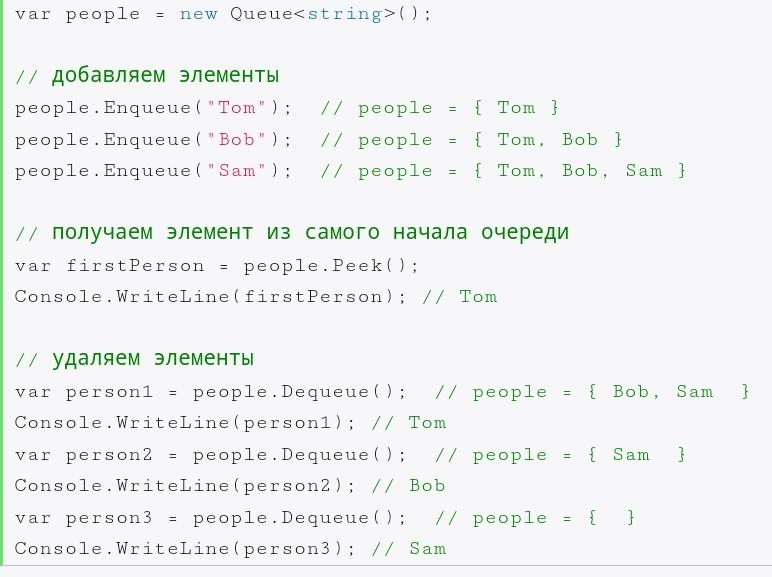 var people = new Queue<string>();
// добавляем элементы
people.Enqueue("Tom");  // people = { Tom }
people.Enqueue("Bob");  // people = { Tom, Bob }
people.Enqueue("Sam");  // people = { Tom, Bob, Sam }
// получаем элемент из самого начала очереди
var firstPerson = people.Peek();
Console.WriteLine(firstPerson); // Tom
// удаляем элементы
var person1 = people.Dequeue();  // people = { Bob, Sam  }
Console.WriteLine(person1); // Tom
var person2 = people.Dequeue();  // people = { Sam  }
Console.WriteLine(person2); // Bob
var person3 = people.Dequeue();  // people = {  }
Console.WriteLine(person3); // Sam